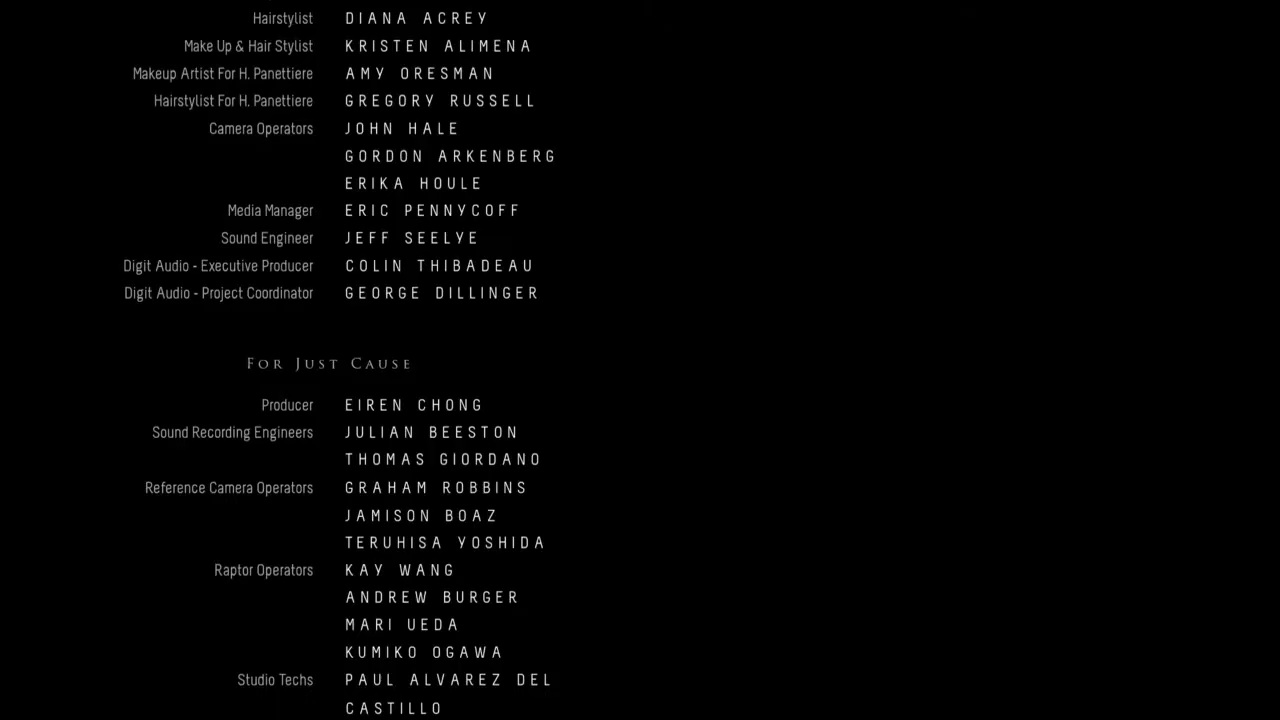 Hairstylist DIANA ACREY
Make Up & Hair Stylist KRISTEN ALIMENA
Makeup Artist For H. Panettiere AMY ORESMAN
Hairstylist For H. Panettiere GREGORY RUSSELL
Camera Operators JOHN HALE
GORDON ARKENBERG
ERIKA HOULE
Media Manager ERIC PENNYCOFF
Sound Engineer JEFF SEELYE
Digit Audio - Executive Producer COLIN THIBADEAU
Digit Audio - Project Coordinator GEORGE DILLINGER
For Just Cause
Producer EIREN CHONG
Sound Recording Engineers JULIAN BEESTON
THOMAS GIORDANO
Reference Camera Operators GRAHAM ROBBINS
JAMISON BOAZ
TERUHISA YOSHIDA
Raptor Operators KAY WANG
ANDREW BURGER
MARI UEDA
KUMIKO OGAWA
Studio Techs PAUL ALVAREZ DEL
CASTILLO